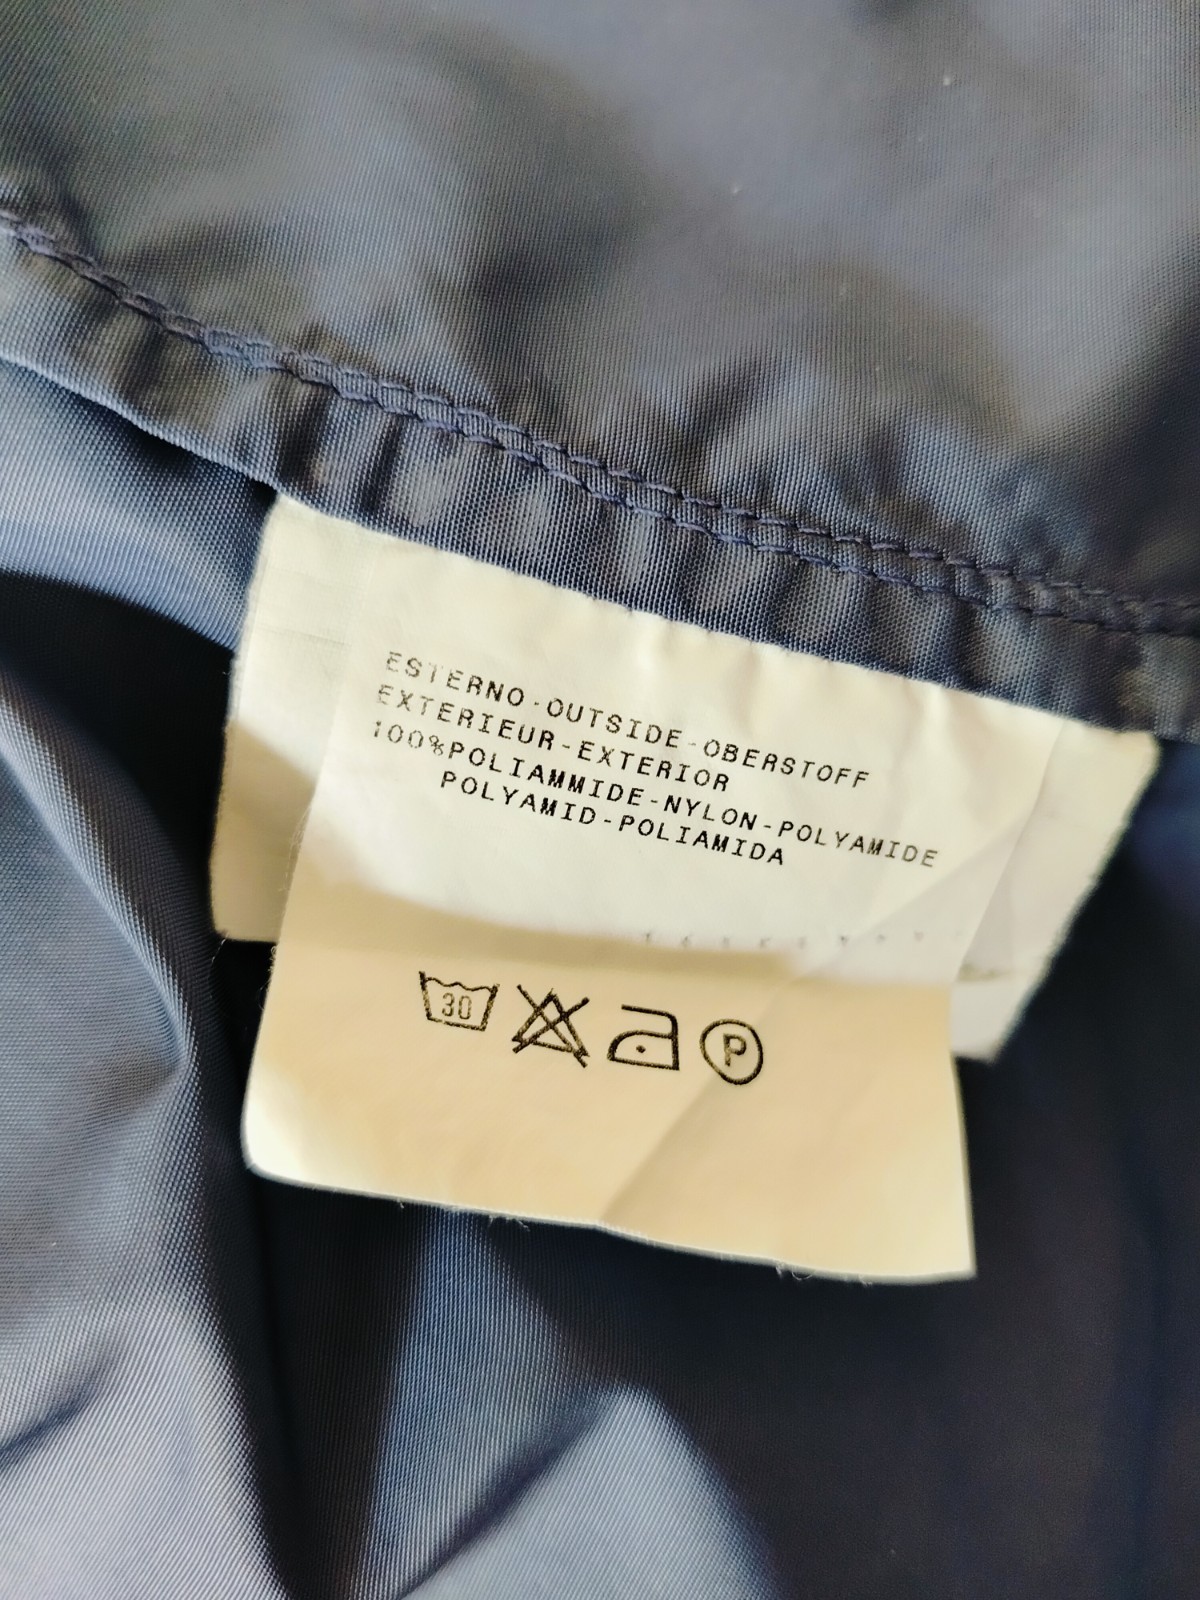 ESTERNO-OUTSIDE-OBERSTOFF
EXTERIEUR-EXTERIOR
100%POLIAMMIDE-NYLON-POLYAMIDE
POLYAMID-POLIAMIDA
30 P